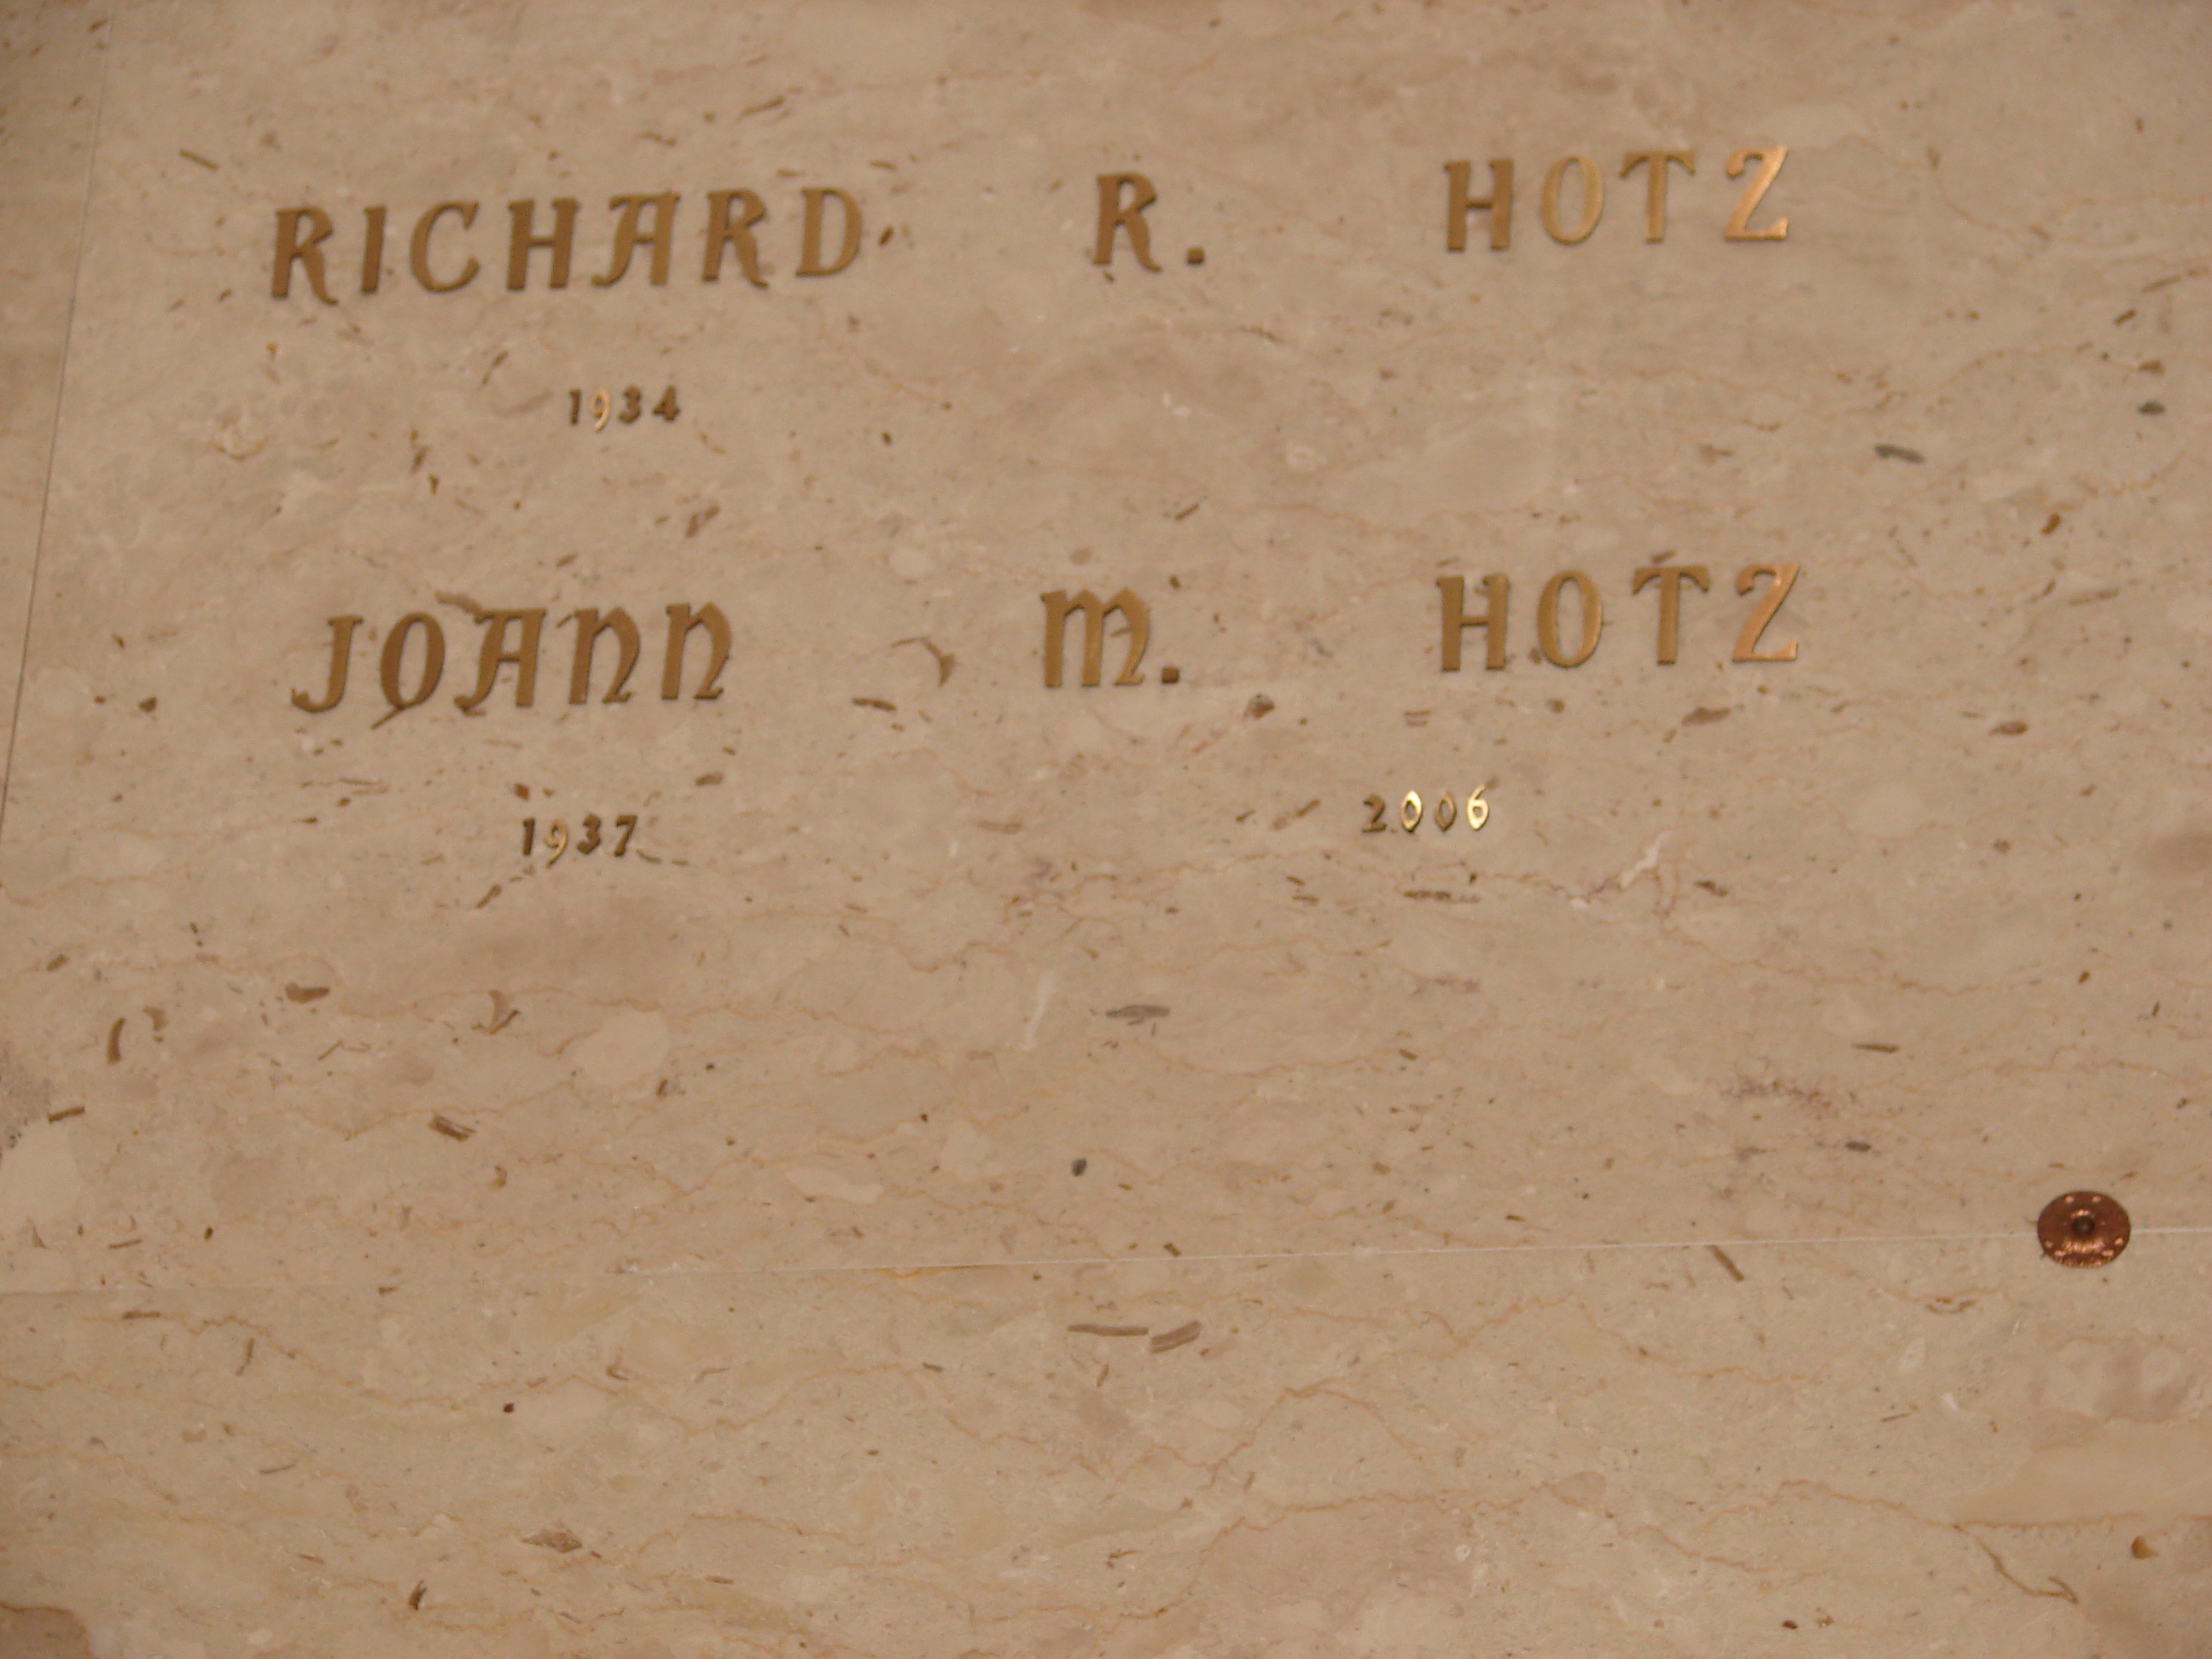 RICHARD R. HOTZ
1934
JOANN M. HOTZ
1937 2006